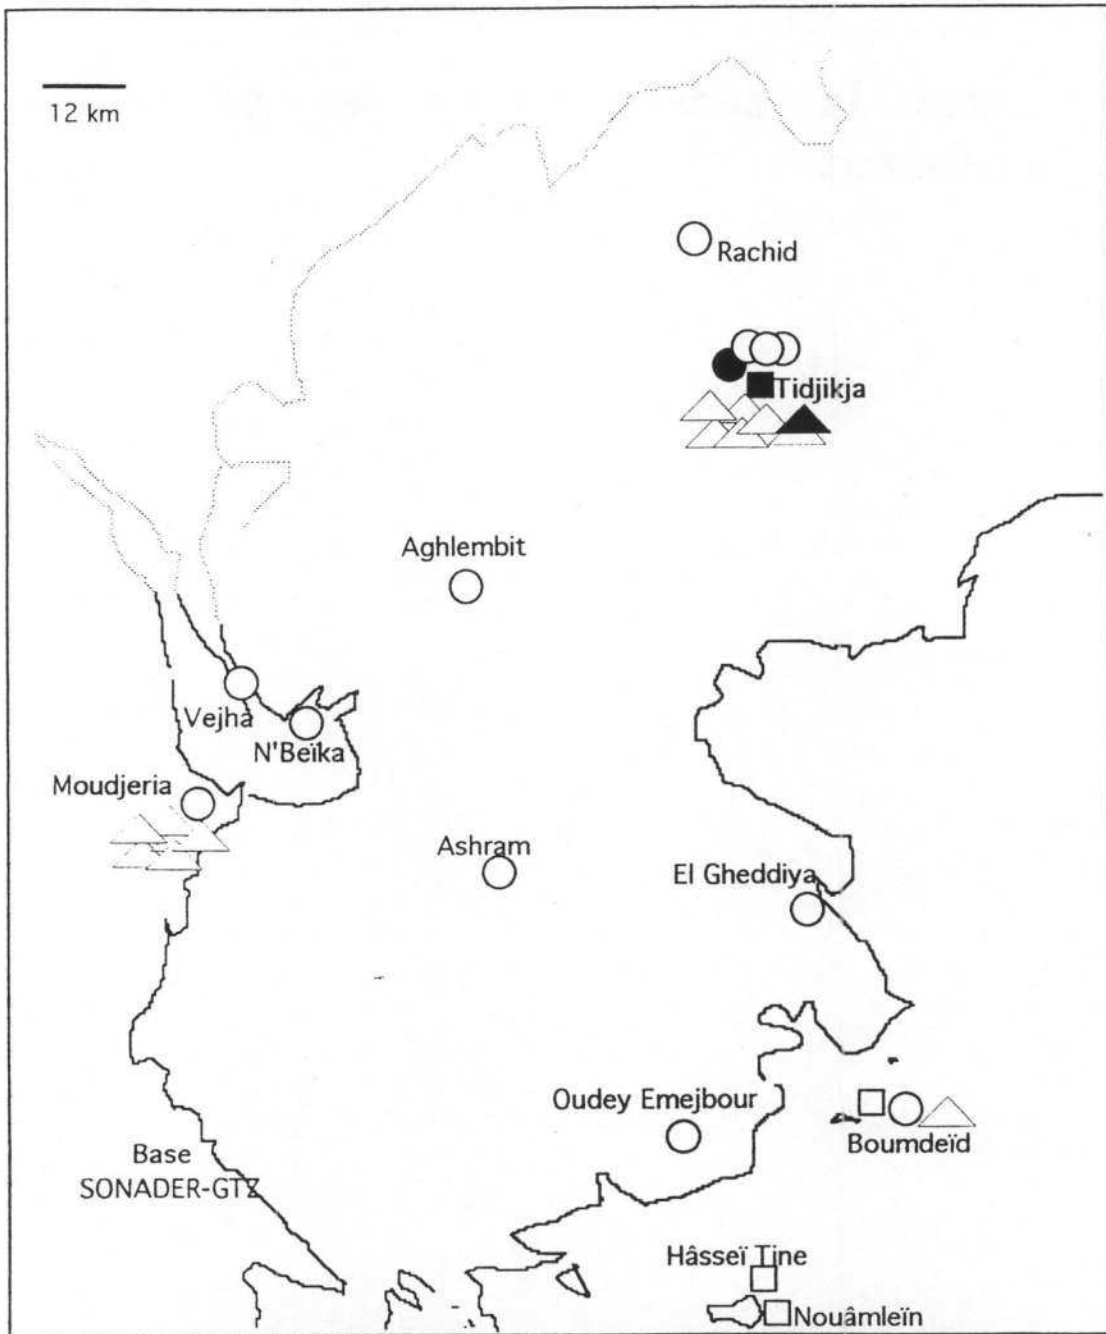 12 km
Rachid
Tidjikja
Aghlembit
Vejha
N'Beïka
Moudjeria
Ashram
El Gheddiya
Oudey Emejbour
Boumdeïd
Base
SONADER-GTZ
Hâsseï Tine
Nouâmleïn